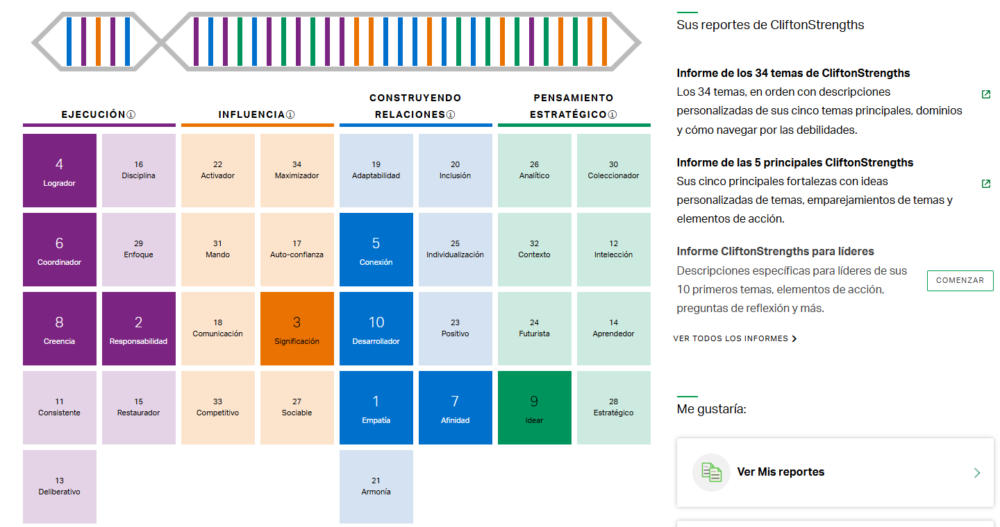 EJECUCIÓN
INFLUENCIA
CONSTRUYENDO
RELACIONES
PENSAMIENTO
ESTRATÉGICO
4
Logrador
16
Disciplina
22
Activador
34
Maximizador
19
Adaptabilidad
20
Inclusión
26
Analítico
30
Coleccionador
6
Coordinador
29
Enfoque
31
Mando
17
Auto-confianza
5
Conexión
25
Individualización
32
Contexto
12
Intelección
8
Creencia
2
Responsabilidad
18
Comunicación
3
Significación
10
Desarrollador
23
Positivo
24
Futurista
14
Aprendedor
11
Consistente
15
Restaurador
33
Competitivo
27
Sociable
1
Empatía
7
Afinidad
9
Idear
28
Estratégico
13
Deliberativo
21
Armonía
Sus reportes de CliftonStrengths
Informe de los 34 temas de CliftonStrengths
Los 34 temas, en orden con descripciones
personalizadas de sus cinco temas principales, dominios
y cómo navegar por las debilidades.
Informe de las 5 principales CliftonStrengths
Sus cinco principales fortalezas con ideas
personalizadas de temas, emparejamientos de temas y
elementos de acción.
Informe CliftonStrengths para líderes
Descripciones específicas para líderes de sus
10 primeros temas, elementos de acción,
preguntas de reflexión y más.
COMENZAR
VER TODOS LOS INFORMES
Me gustaría:
Ver Mis reportes